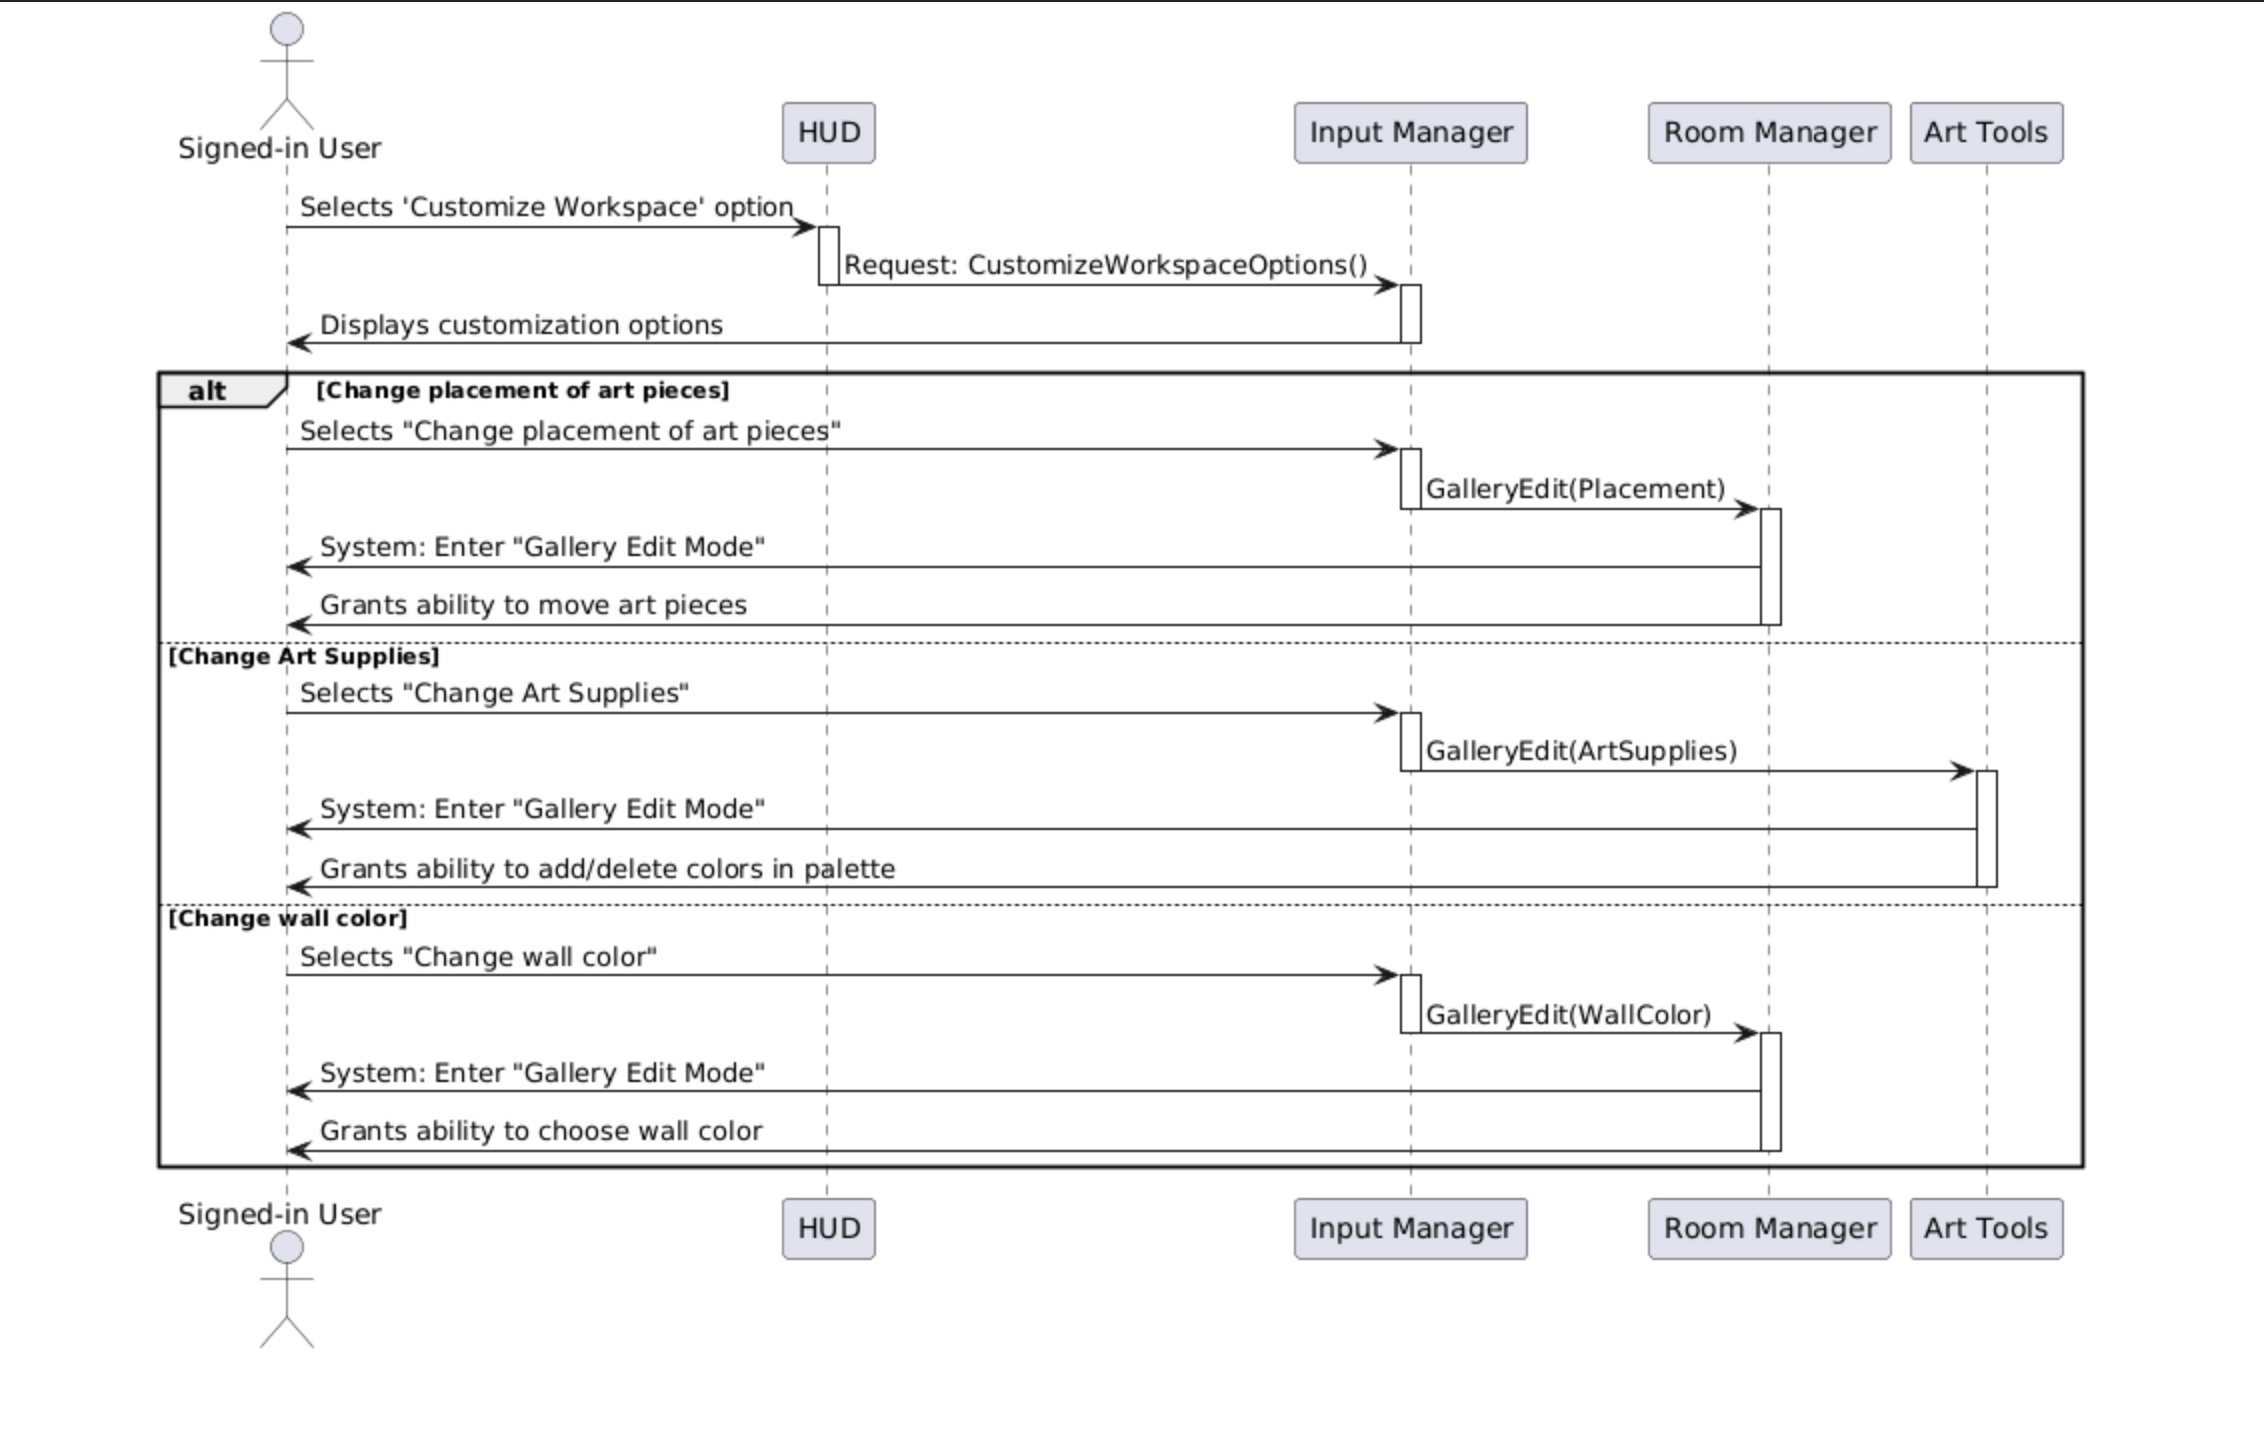 Signed-in User
HUD
Input Manager
Room Manager
Art Tools
Selects 'Customize Workspace' option
Request: CustomizeWorkspaceOptions()
Displays customization options
alt
[Change placement of art pieces]
Selects "Change placement of art pieces"
GalleryEdit(Placement)
System: Enter "Gallery Edit Mode"
Grants ability to move art pieces
[Change Art Supplies]
Selects "Change Art Supplies"
GalleryEdit(ArtSupplies)
System: Enter "Gallery Edit Mode"
Grants ability to add/delete colors in palette
[Change wall color]
Selects "Change wall color"
GalleryEdit(WallColor)
System: Enter "Gallery Edit Mode"
Grants ability to choose wall color
Signed-in User
HUD
Input Manager
Room Manager
Art Tools